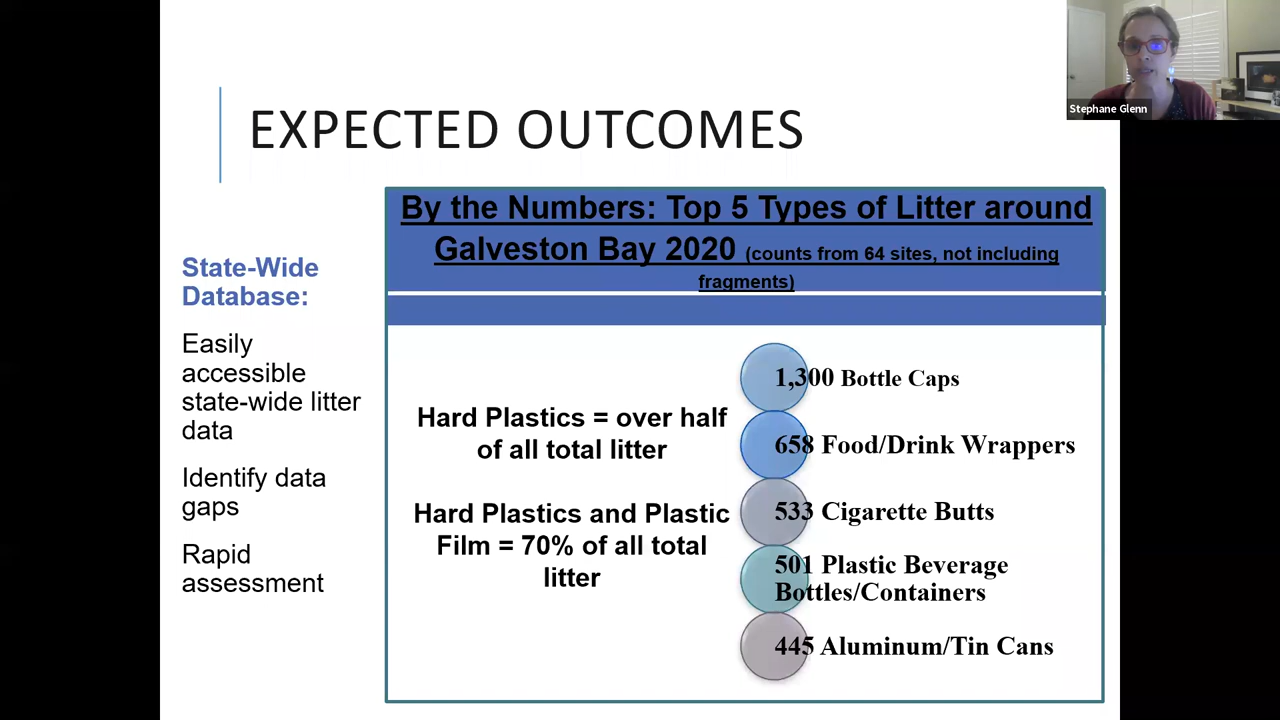 Stephane Glenn
EXPECTED OUTCOMES
By the Numbers: Top 5 Types of Litter around
Galveston Bay 2020 (counts from 64 sites, not including
fragments)
State-Wide
Database:
Easily
accessible
state-wide litter
data
Identify data
gaps
Rapid
assessment
Hard Plastics = over half
of all total litter
Hard Plastics and Plastic
Film = 70% of all total
litter
1,300 Bottle Caps
658 Food/Drink Wrappers
533 Cigarette Butts
501 Plastic Beverage
Bottles/Containers
445 Aluminum/Tin Cans